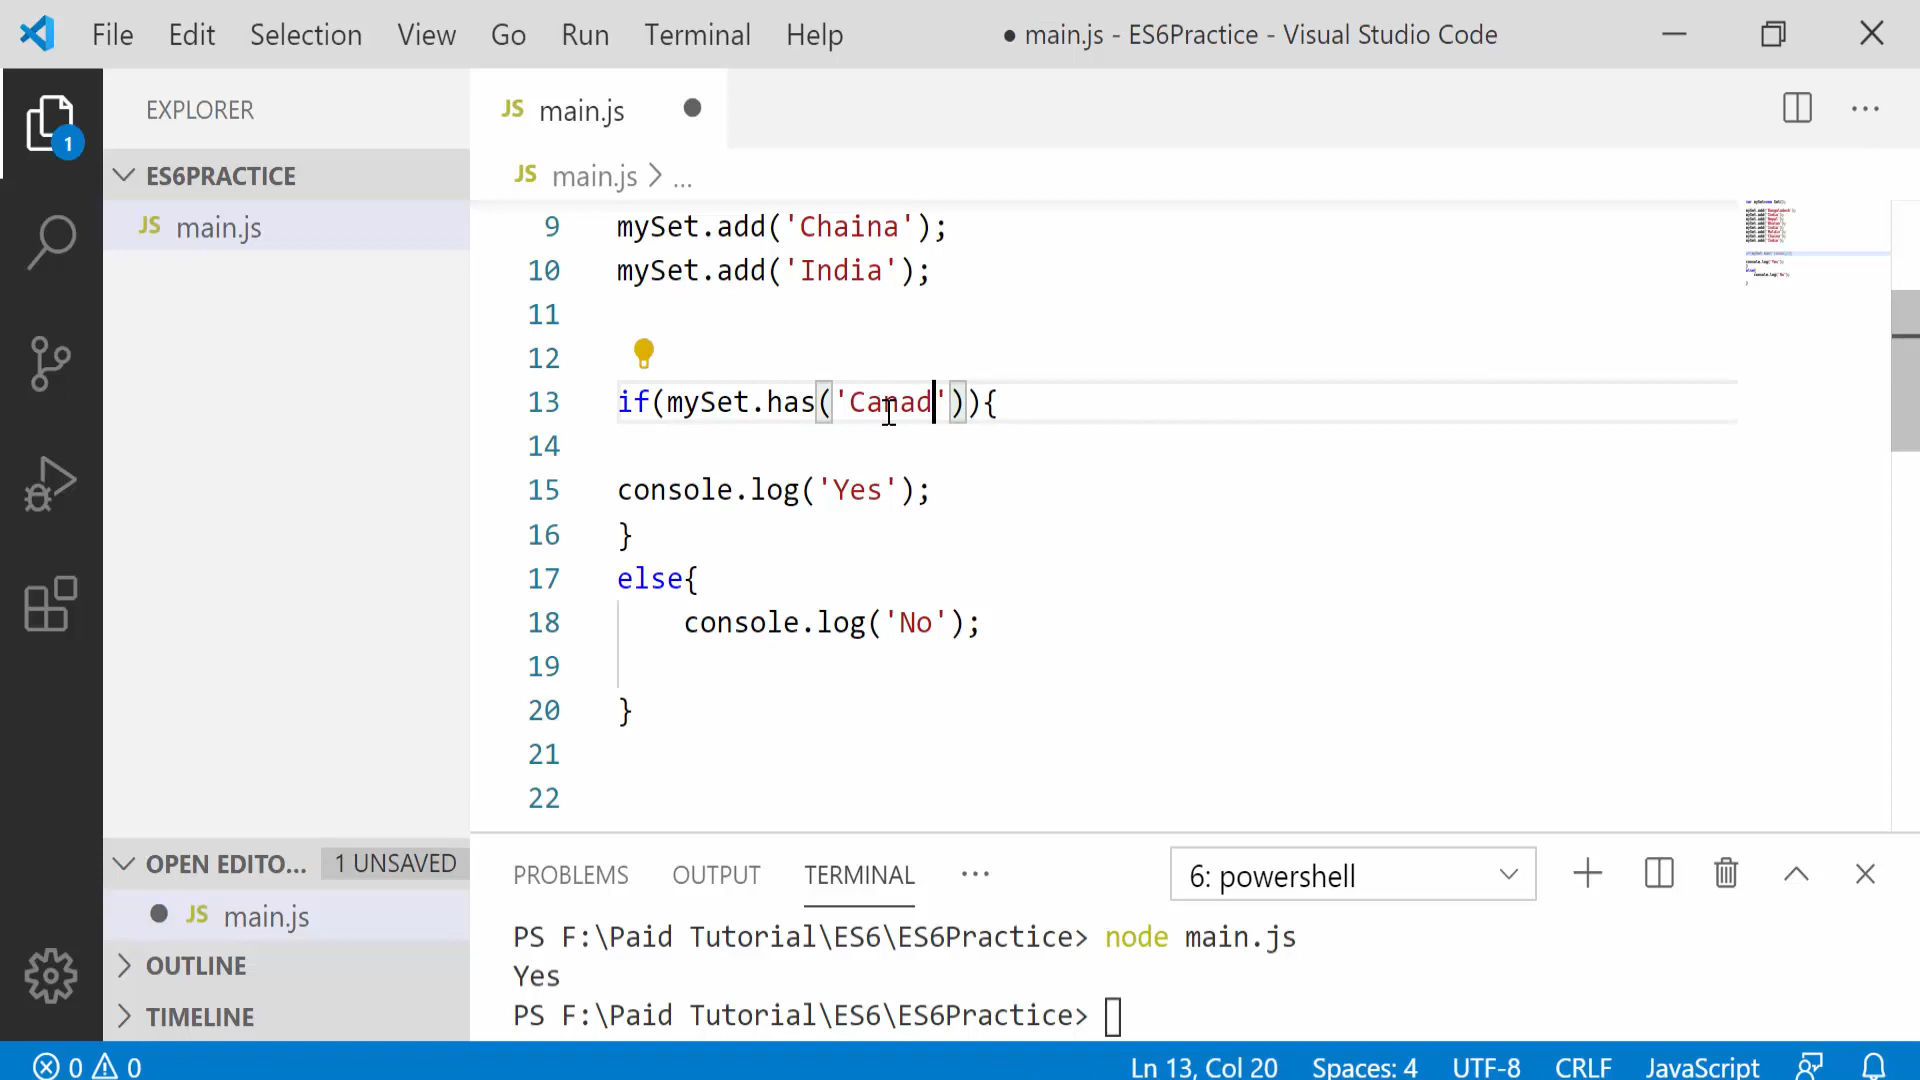 File Edit Selection View Go Run Terminal Help ● main.js - ES6Practice - Visual Studio Code
EXPLORER
1
ES6PRACTICE
JS main.js
JS main.js
JS main.js > ...
9 mySet.add('Chaina');
10 mySet.add('India');
11
12
13 if(mySet.has('Canad')){
14
15 console.log('Yes');
16 }
17 else{
18 console.log('No');
19
20 }
21
22
OPEN EDITO... 1 UNSAVED
JS main.js
OUTLINE
TIMELINE
PROBLEMS OUTPUT TERMINAL ... 6: powershell
PS F:\Paid Tutorial\ES6\ES6Practice> node main.js
Yes
PS F:\Paid Tutorial\ES6\ES6Practice>
0 0 Ln 13, Col 20 Spaces: 4 UTF-8 CRLF JavaScript